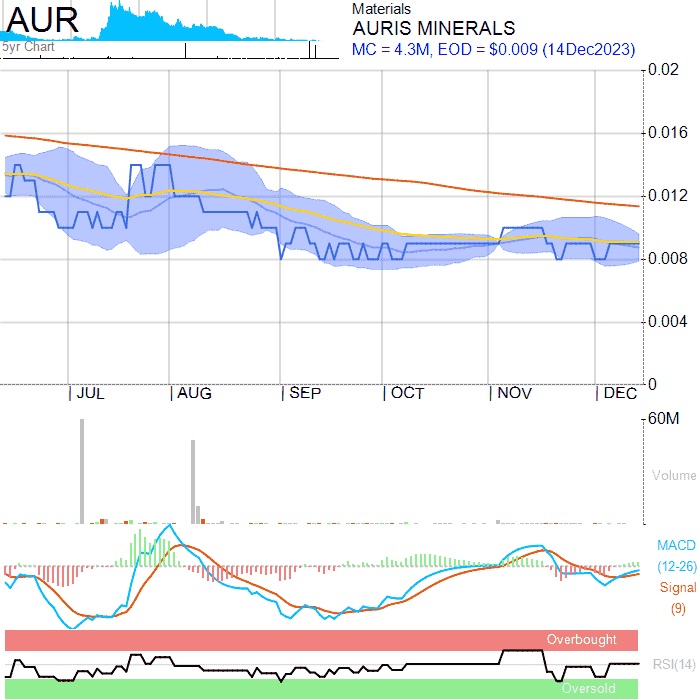 AUR
5yr Chart
Materials
AURIS MINERALS
MC = 4.3M, EOD = $0.009 (14Dec2023)
0.02
0.016
0.012
0.008
0.004
0
JUL AUG SEP OCT NOV DEC
60M
Volume
MACD
(12-26)
Signal
(9)
Overbought
RSI(14)
Oversold